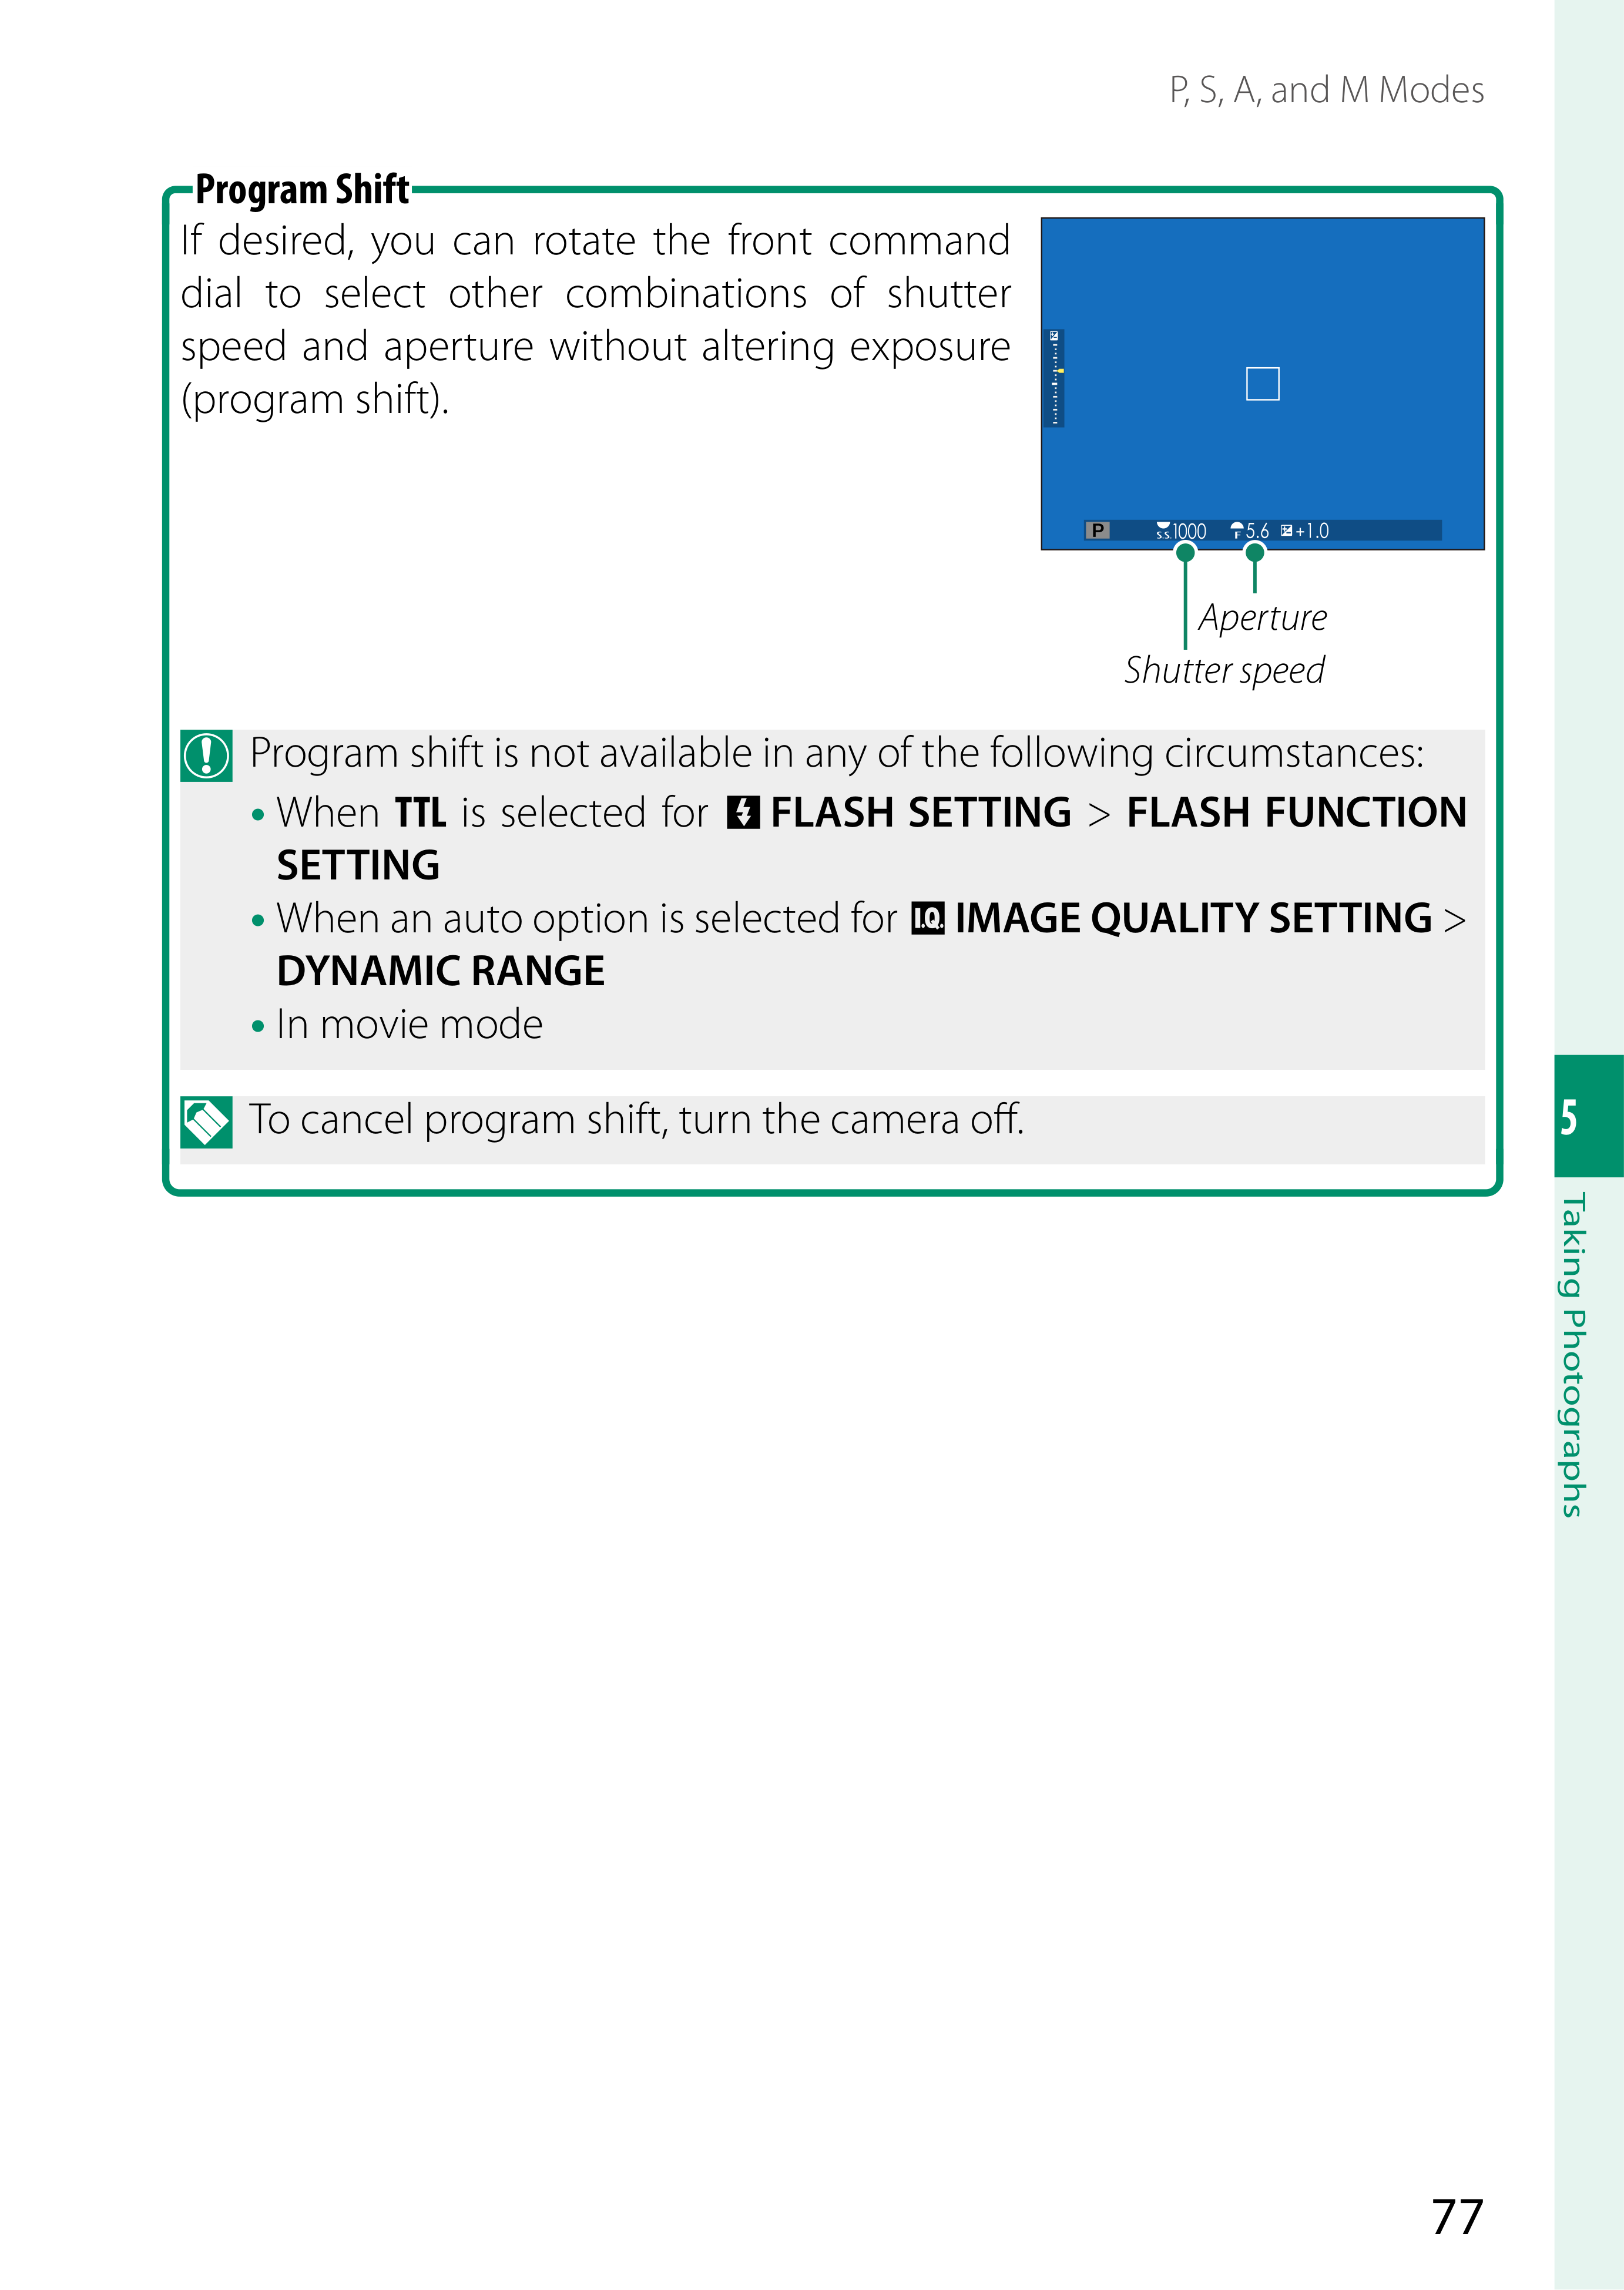 P, S, A, and M Modes
Program Shift
If desired, you can rotate the front command
dial to select other combinations of shutter
speed and aperture without altering exposure
(program shift).
P S.S. 1000 F 5.6 +1.0
Aperture
Shutter speed
Program shift is not available in any of the following circumstances:
• When TTL is selected for FLASH SETTING > FLASH FUNCTION
SETTING
• When an auto option is selected for I.Q. IMAGE QUALITY SETTING >
DYNAMIC RANGE
• In movie mode
To cancel program shift, turn the camera off.
5
Taking Photographs
77